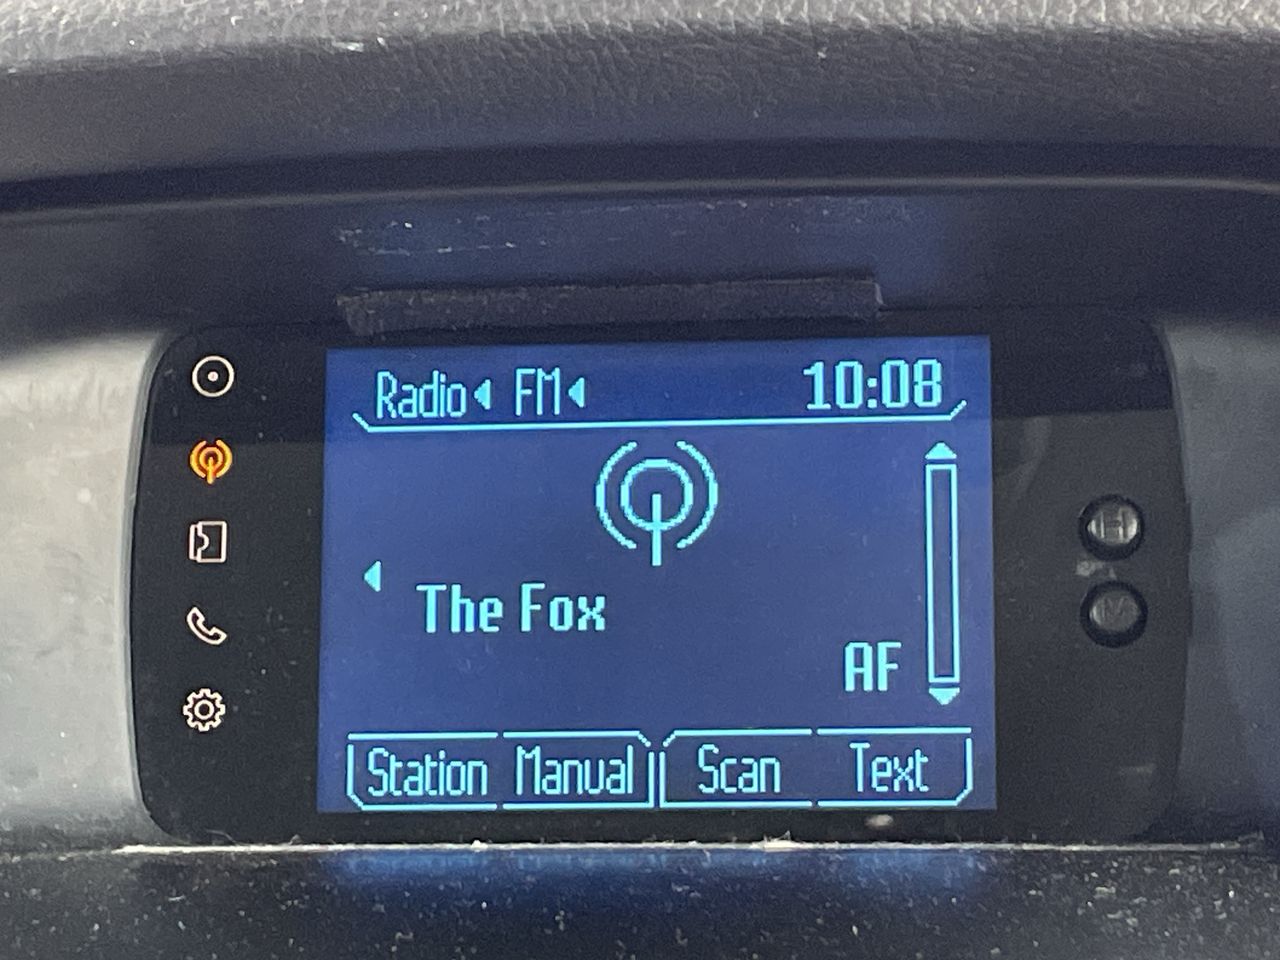 Radio FM 10:08
The Fox
AF
Station Manual Scan Text
H
M